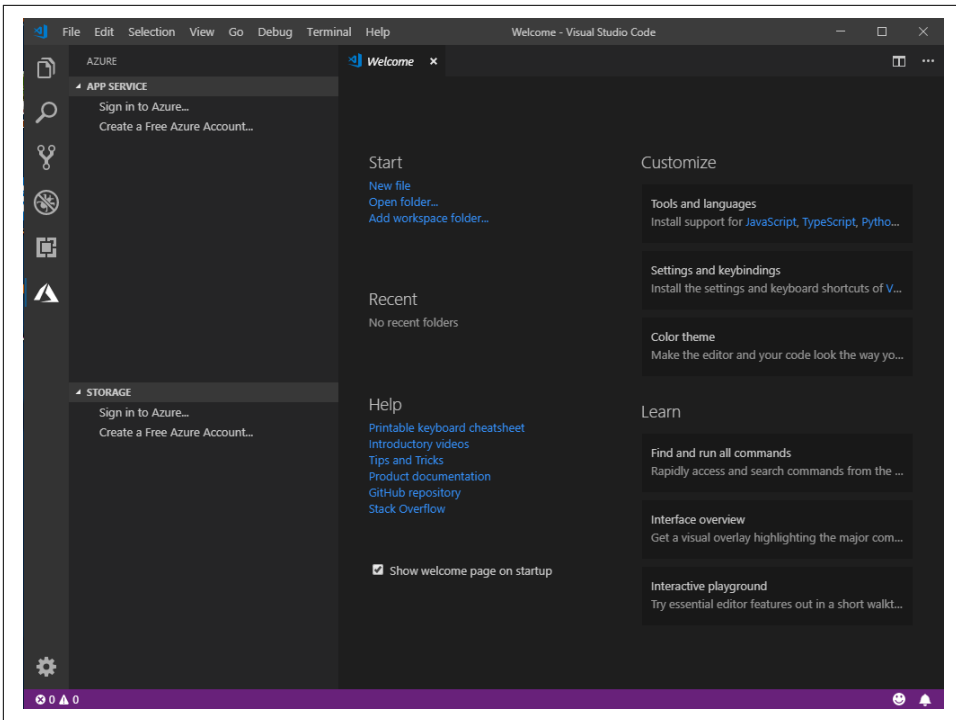 File Edit Selection View Go Debug Terminal Help Welcome - Visual Studio Code
AZURE
APP SERVICE
Sign in to Azure...
Create a Free Azure Account...
STORAGE
Sign in to Azure...
Create a Free Azure Account...
Welcome
Start
New file
Open folder...
Add workspace folder...
Recent
No recent folders
Help
Printable keyboard cheatsheet
Introductory videos
Tips and Tricks
Product documentation
GitHub repository
Stack Overflow
Show welcome page on startup
Customize
Tools and languages
Install support for JavaScript, TypeScript, Pytho...
Settings and keybindings
Install the settings and keyboard shortcuts of V...
Color theme
Make the editor and your code look the way yo...
Learn
Find and run all commands
Rapidly access and search commands from the ...
Interface overview
Get a visual overlay highlighting the major com...
Interactive playground
Try essential editor features out in a short walkt...
0 0